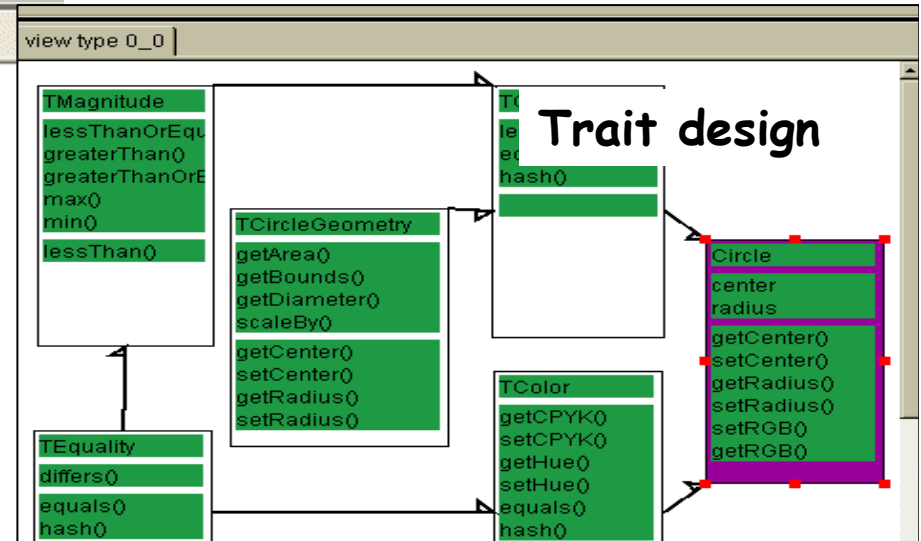 view type 0_0
TMagnitude
lessThanOrEqu
greaterThan()
greaterThanOrE
max()
min()
lessThan()
TCircleGeometry
getArea()
getBounds()
getDiameter()
scaleBy()
getCenter()
setCenter()
getRadius()
setRadius()
TEquality
differs()
equals()
hash()
Trait design
hash()
TColor
getCPYK()
setCPYK()
getHue()
setHue()
equals()
hash()
Circle
center
radius
getCenter()
setCenter()
getRadius()
setRadius()
setRGB()
getRGB()